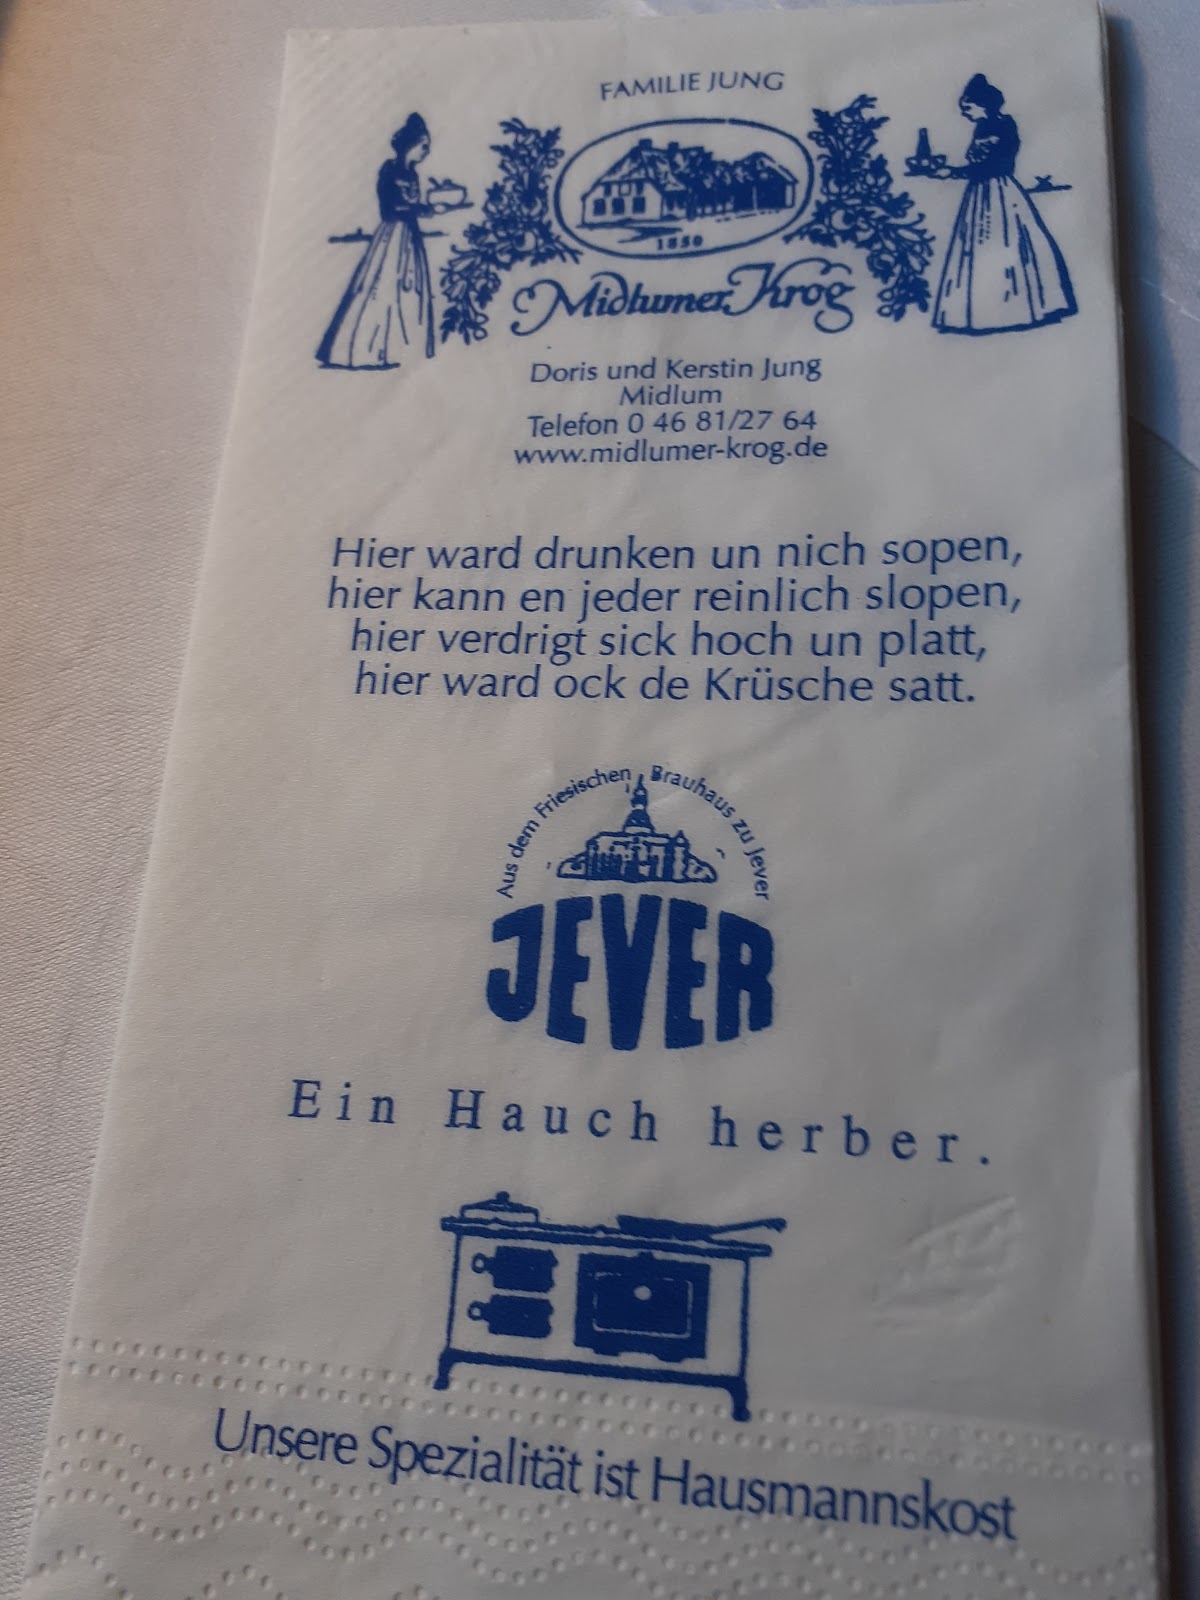 FAMILIE JUNG
1850
Midlumer Krog
Doris und Kerstin Jung
Midlum
Telefon 0 46 81/27 64
www.midlumer-krog.de
Hier ward drunken un nich sopen,
hier kann en jeder reinlich slopen,
hier verdrigt sick hoch un platt,
hier ward ock de Krüsche satt.
Aus dem Friesischen Brauhaus zu Jever
JEVER
Ein Hauch herber.
Unsere Spezialität ist Hausmannskost